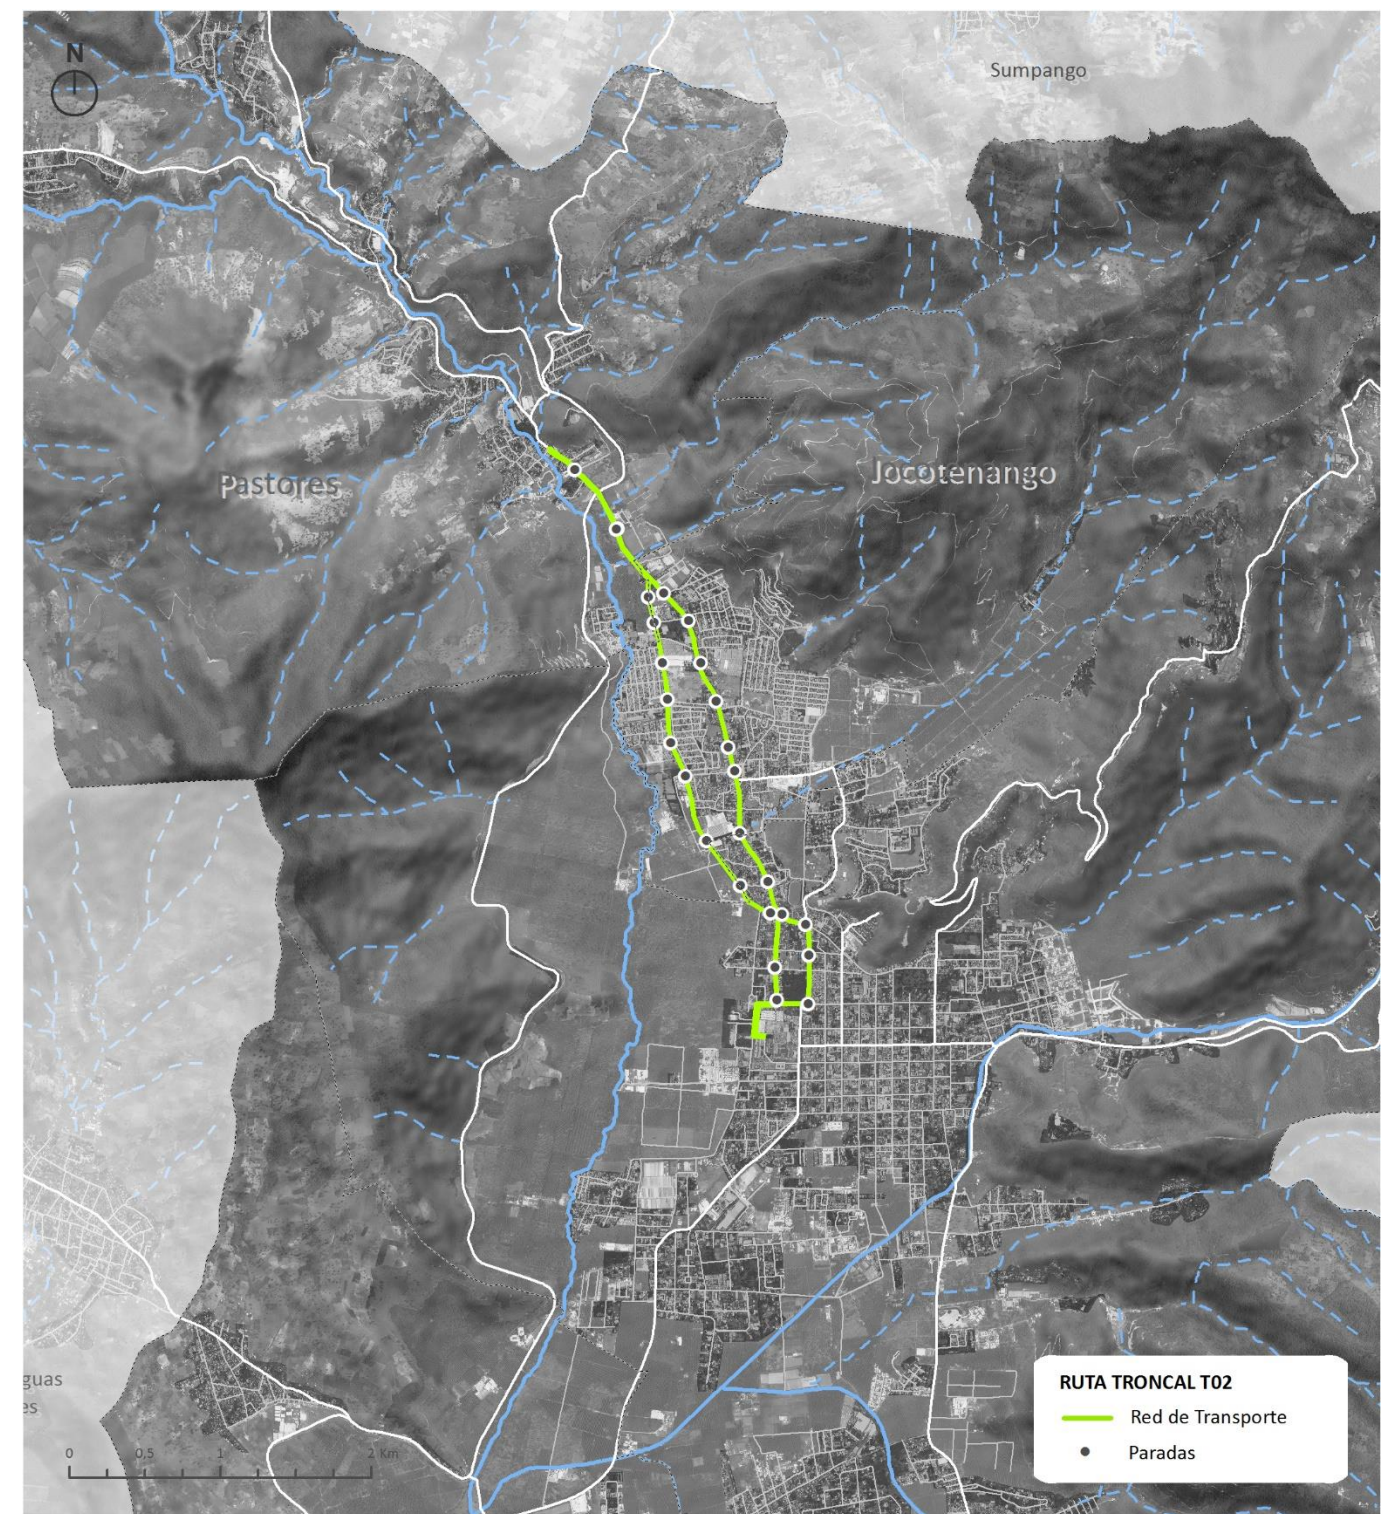 N
Sumpango
Pastores
Jocotenango
guas
es
0 0,5 1 2 Km
RUTA TRONCAL T02
Red de Transporte
Paradas